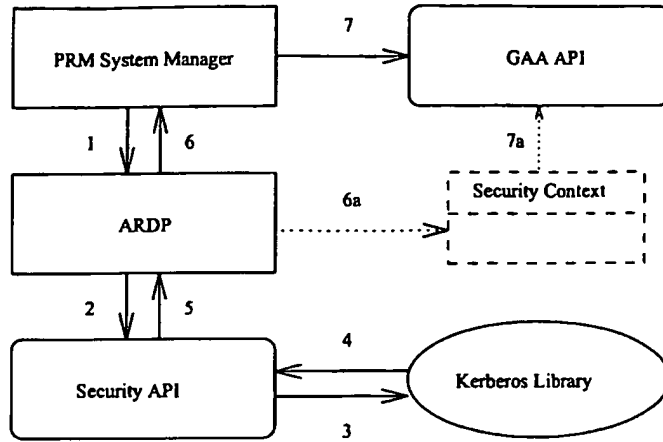 7
PRM System Manager
GAA API
1
6
7a
Security Context
6a
ARDP
2
5
4
Security API
Kerberos Library
3